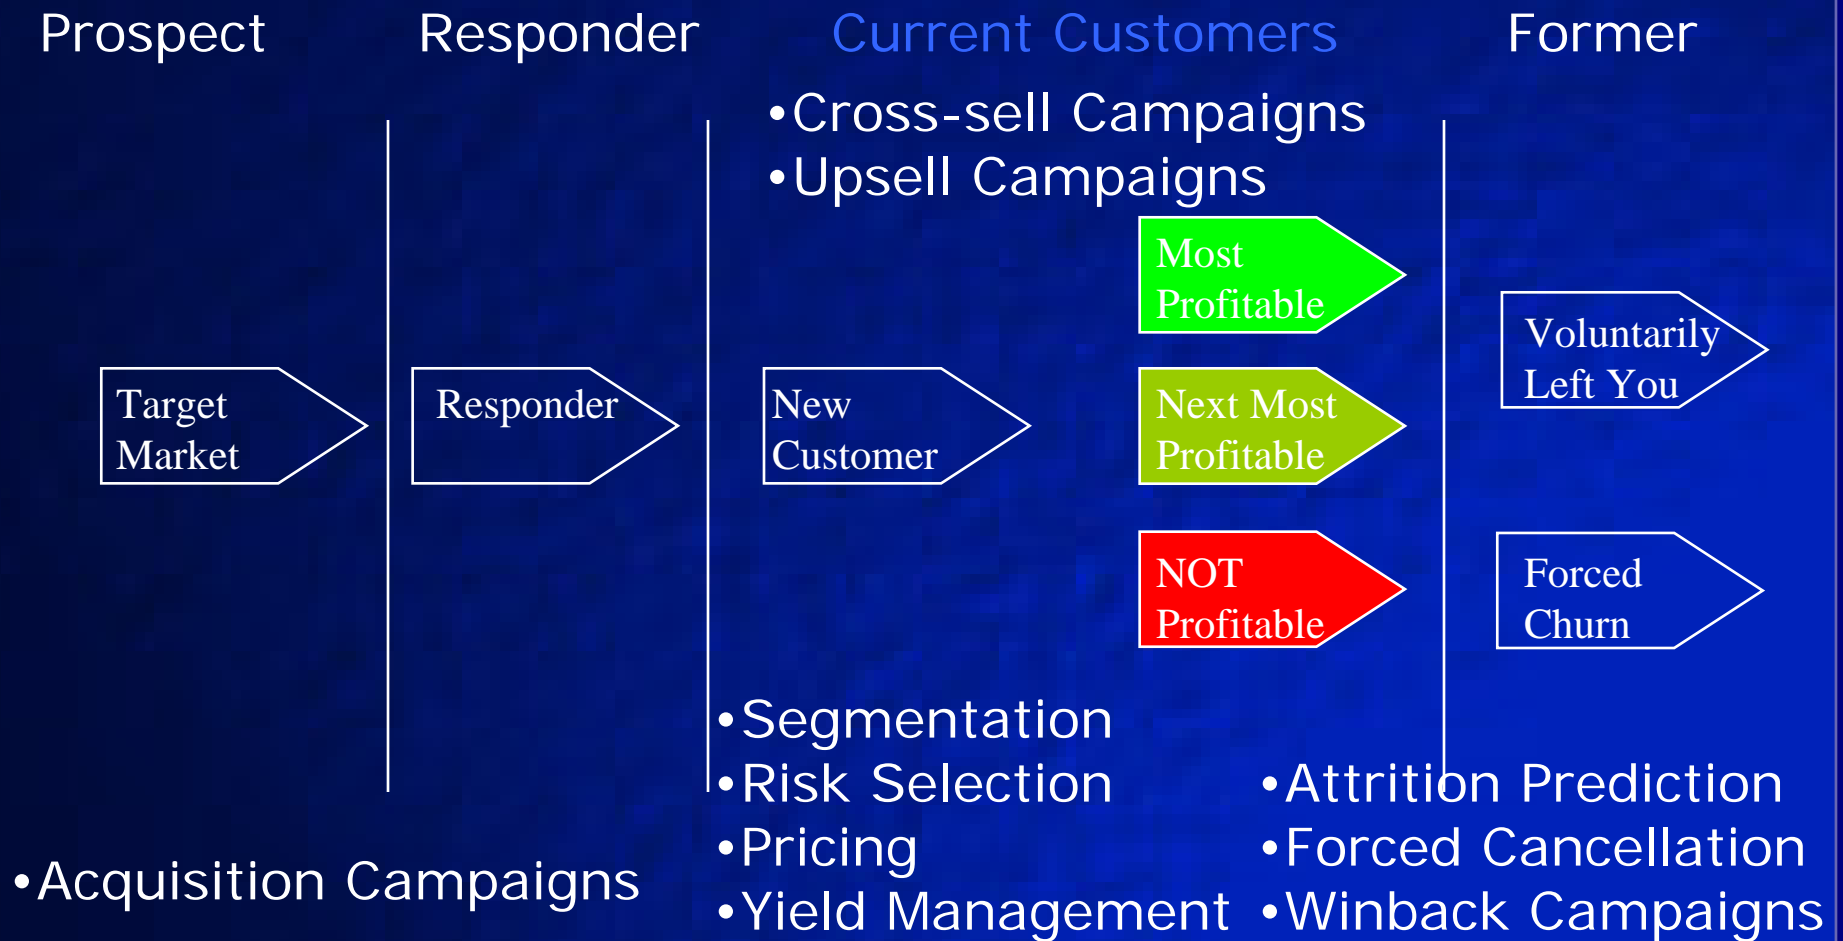 Prospect
Responder
Current Customers
Former
•Cross-sell Campaigns
•Upsell Campaigns
Target
Market
Responder
New
Customer
Most
Profitable
Next Most
Profitable
NOT
Profitable
Voluntarily
Left You
Forced
Churn
•Acquisition Campaigns
•Segmentation
•Risk Selection
•Pricing
•Yield Management
•Attrition Prediction
•Forced Cancellation
•Winback Campaigns